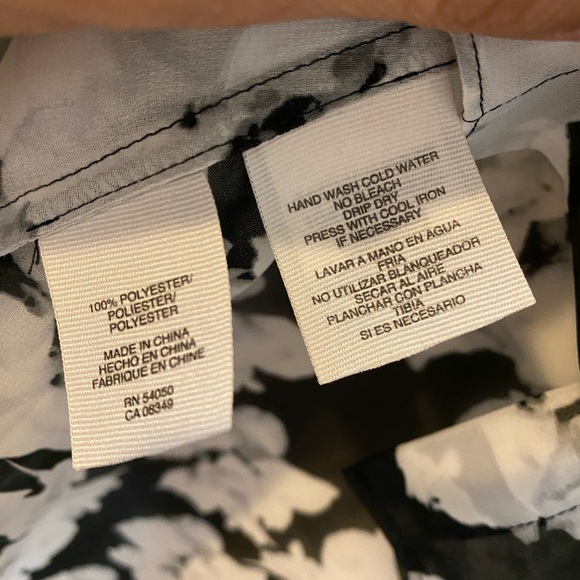 100% POLYESTER/
POLIESTER/
POLYESTER
MADE IN CHINA
HECHO EN CHINA
FABRIQUE EN CHINE
RN 54050
CA 08349
HAND WASH COLD WATER
NO BLEACH
DRIP DRY
PRESS WITH COOL IRON
IF NECESSARY
LAVAR A MANO EN AGUA
FRIA
NO UTILIZAR BLANQUEADOR
SECAR AL AIRE
PLANCHAR CON PLANCHA
TIBIA
SI ES NECESARIO